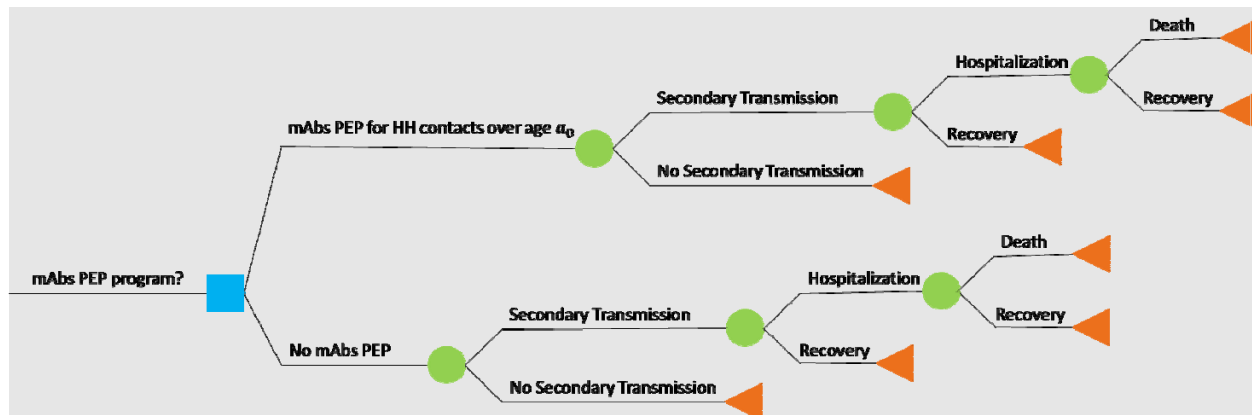 Death
Hospitalization
Secondary Transmission
Recovery
mAbs PEP for HH contacts over age a₀
Recovery
No Secondary Transmission
mAbs PEP program?
Death
Hospitalization
Secondary Transmission
Recovery
No mAbs PEP
Recovery
No Secondary Transmission